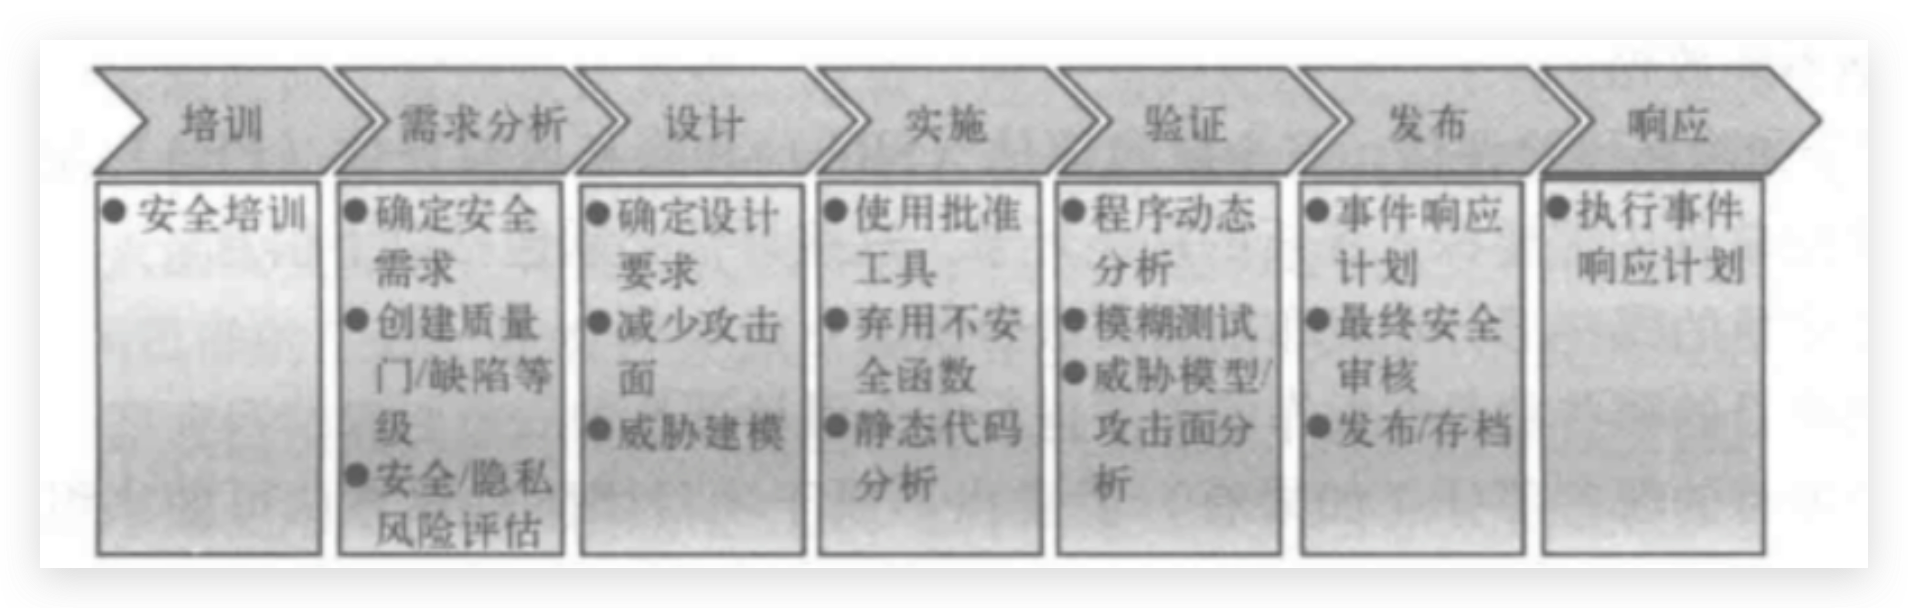 培训
需求分析
设计
实施
验证
发布
响应
●安全培训
●确定安全
需求
●创建质量
门/缺陷等
级
●安全/隐私
风险评估
●确定设计
要求
●减少攻击
面
●威胁建模
●使用批准
工具
●弃用不安
全函数
●静态代码
分析
●程序动态
分析
●模糊测试
●威胁模型/
攻击面分
析
●事件响应
计划
●最终安全
审核
●发布/存档
●执行事件
响应计划